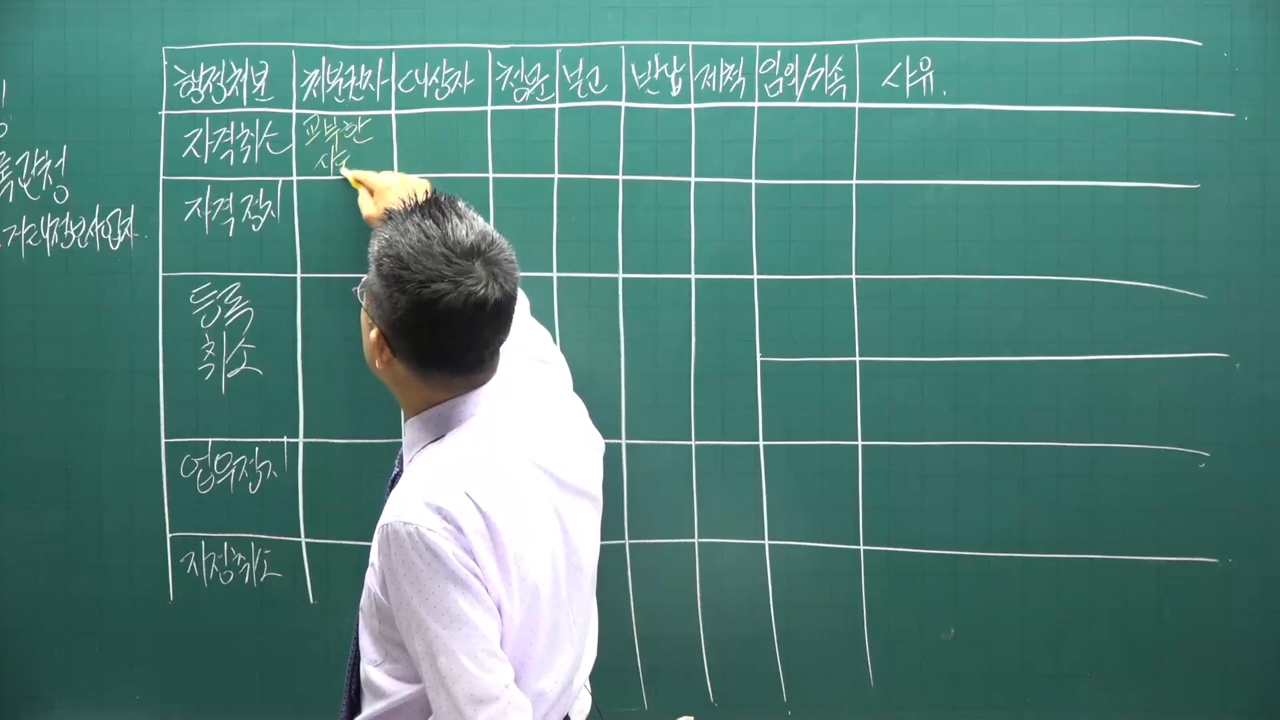 행정처분 처분권자 대상자 청문 보고 반납 제척 임의/기속 사유.
자격취소 교부한
시도
자격정지
등록
취소
업무정지
지정취소
록관청
거래정보사업자.